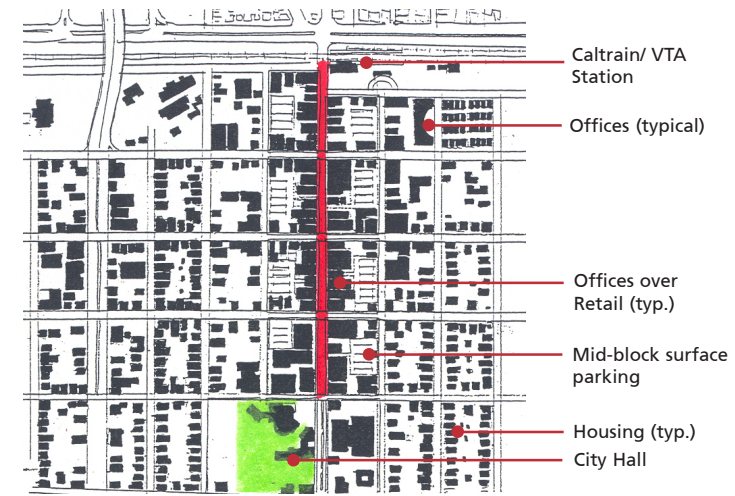 Caltrain/ VTA
Station
Offices (typical)
Offices over
Retail (typ.)
Mid-block surface
parking
Housing (typ.)
City Hall